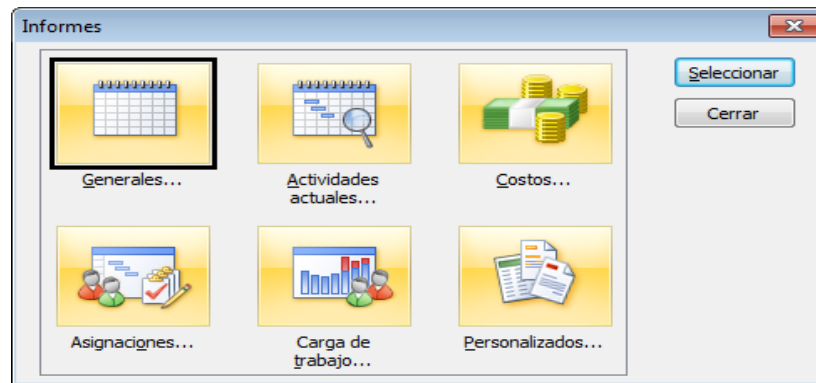 Informes
Seleccionar
Cerrar
Generales...
Actividades
actuales...
Costos...
Asignaciones...
Carga de
trabajo...
Personalizados...